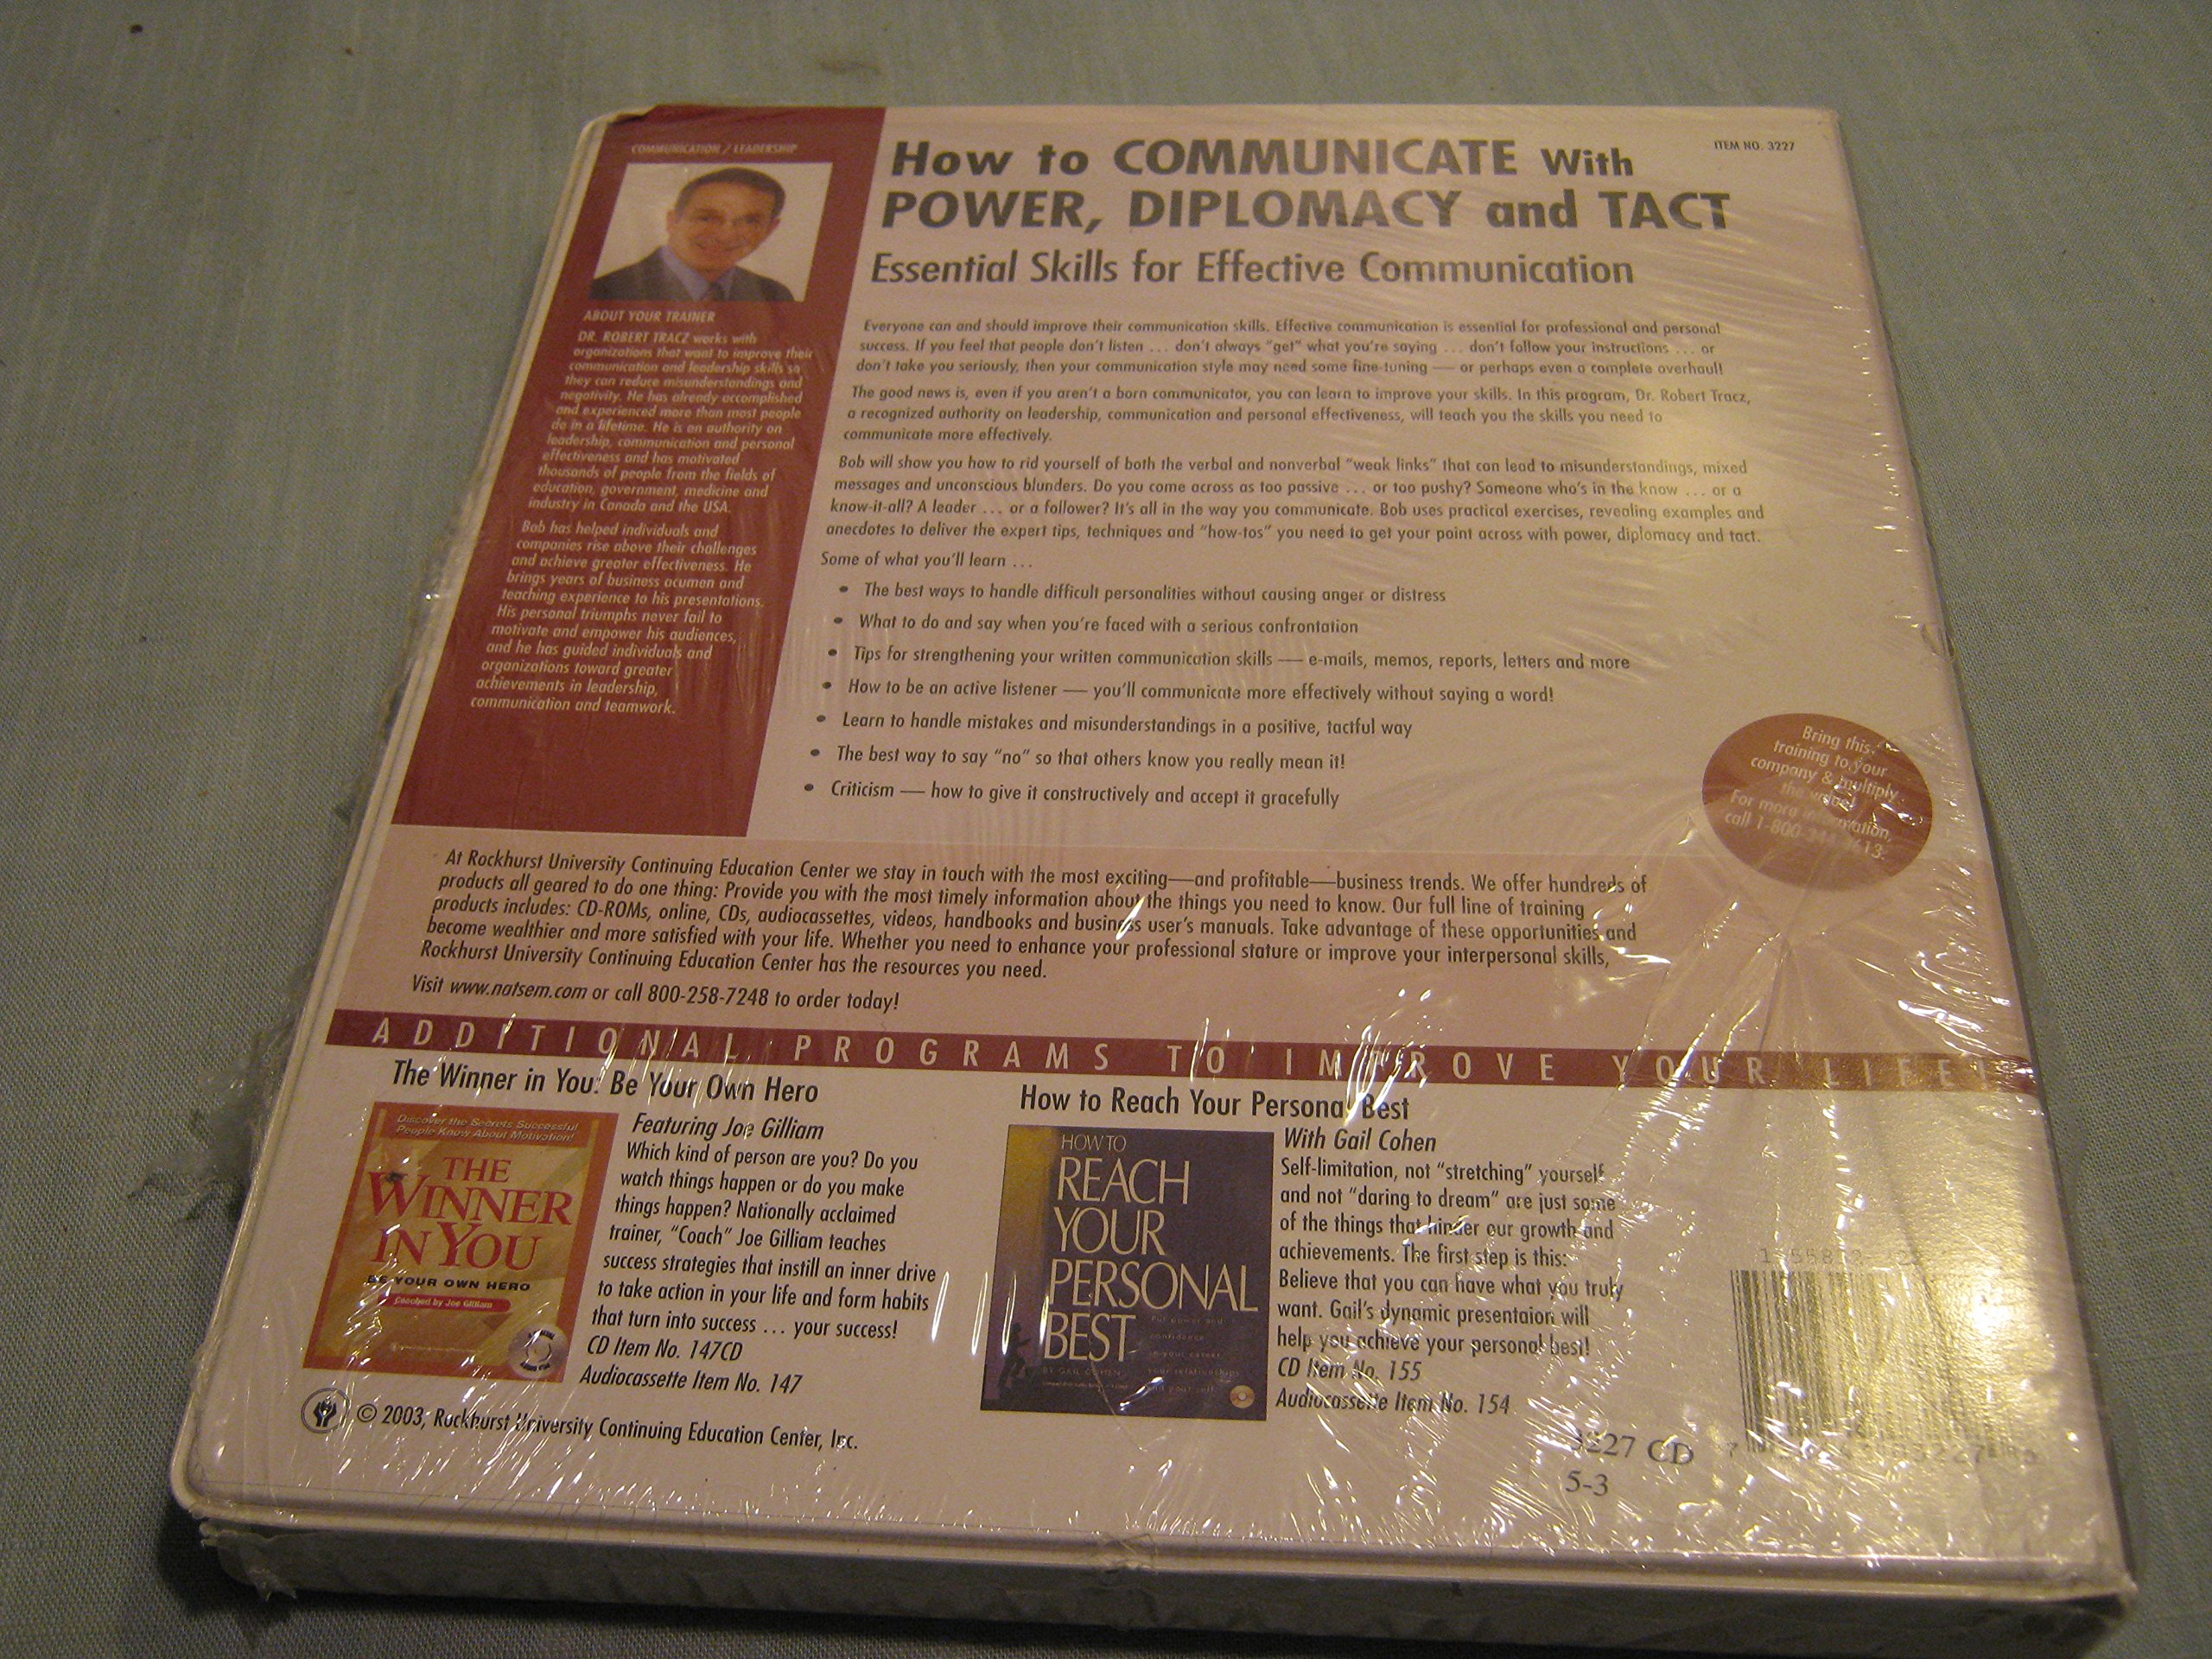 COMMUNICATION / LEADERSHIP
ABOUT YOUR TRAINER
DR. ROBERT TRACZ works with
organizations that want to improve their
communication and leadership skills so
they can reduce misunderstandings and
negativity. He has already accomplished
and experienced more than most people
do in a lifetime. He is an authority on
leadership, communication and personal
effectiveness and has motivated
thousands of people from the fields of
education, government, medicine and
industry in Canada and the USA.
Bob has helped individuals and
companies rise above their challenges
and achieve greater effectiveness. He
brings years of business acumen and
teaching experience to his presentations.
His personal triumphs never fail to
motivate and empower his audiences,
and he has guided individuals and
organizations toward greater
achievements in leadership,
communication and teamwork.
ITEM NO. 3227
How to COMMUNICATE With
POWER, DIPLOMACY and TACT
Essential Skills for Effective Communication
Everyone can and should improve their communication skills. Effective communication is essential for professional and personal
success. If you feel that people don't listen ... don't always "get" what you're saying ... don't follow your instructions ... or
don't take you seriously, then your communication style may need some fine-tuning — or perhaps even a complete overhaul!
The good news is, even if you aren't a born communicator, you can learn to improve your skills. In this program, Dr. Robert Tracz,
a recognized authority on leadership, communication and personal effectiveness, will teach you the skills you need to
communicate more effectively.
Bob will show you how to rid yourself of both the verbal and nonverbal "weak links" that can lead to misunderstandings, mixed
messages and unconscious blunders. Do you come across as too passive ... or too pushy? Someone who's in the know ... or a
know-it-all? A leader ... or a follower? It's all in the way you communicate. Bob uses practical exercises, revealing examples and
anecdotes to deliver the expert tips, techniques and "how-tos" you need to get your point across with power, diplomacy and tact.
Some of what you'll learn ...
• The best ways to handle difficult personalities without causing anger or distress
• What to do and say when you're faced with a serious confrontation
• Tips for strengthening your written communication skills — e-mails, memos, reports, letters and more
• How to be an active listener — you'll communicate more effectively without saying a word!
• Learn to handle mistakes and misunderstandings in a positive, tactful way
• The best way to say "no" so that others know you really mean it!
• Criticism — how to give it constructively and accept it gracefully
Bring this
training to your
company & multiply
the value!
For more information,
call 1-800-
At Rockhurst University Continuing Education Center we stay in touch with the most exciting—and profitable—business trends. We offer hundreds of
products all geared to do one thing: Provide you with the most timely information about the things you need to know. Our full line of training
products includes: CD-ROMs, online, CDs, audiocassettes, videos, handbooks and business user's manuals. Take advantage of these opportunities and
become wealthier and more satisfied with your life. Whether you need to enhance your professional stature or improve your interpersonal skills,
Rockhurst University Continuing Education Center has the resources you need.
Visit www.natsem.com or call 800-258-7248 to order today!
ADDITIONAL PROGRAMS TO IMPROVE YOUR LIFE!
The Winner in You: Be Your Own Hero
Discover the Secrets Successful
People Know About Motivation!
THE
WINNER
IN YOU
BE YOUR OWN HERO
Coached by Joe Gilliam
Featuring Joe Gilliam
Which kind of person are you? Do you
watch things happen or do you make
things happen? Nationally acclaimed
trainer, "Coach" Joe Gilliam teaches
success strategies that instill an inner drive
to take action in your life and form habits
that turn into success ... your success!
CD Item No. 147CD
Audiocassette Item No. 147
How to Reach Your Personal Best
HOW TO
REACH
YOUR
PERSONAL
BEST
BY GAIL COHEN
With Gail Cohen
Self-limitation, not "stretching" yourself
and not "daring to dream" are just some
of the things that hinder our growth and
achievements. The first step is this:
Believe that you can have what you truly
want. Gail's dynamic presentaion will
help you achieve your personal best!
CD Item No. 155
Audiocassette Item No. 154
© 2003, Rockhurst University Continuing Education Center, Inc.
3227 CD
5-3